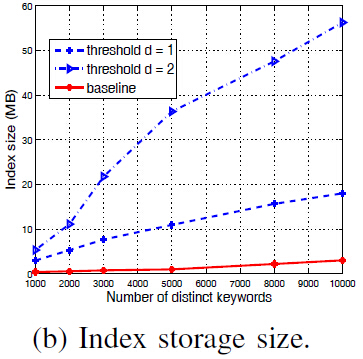 60
50
40
30
20
10
0
Index size (MB)
threshold d = 1
threshold d = 2
baseline
1000 2000 3000 4000 5000 6000 7000 8000 9000 10000
Number of distinct keywords
(b) Index storage size.